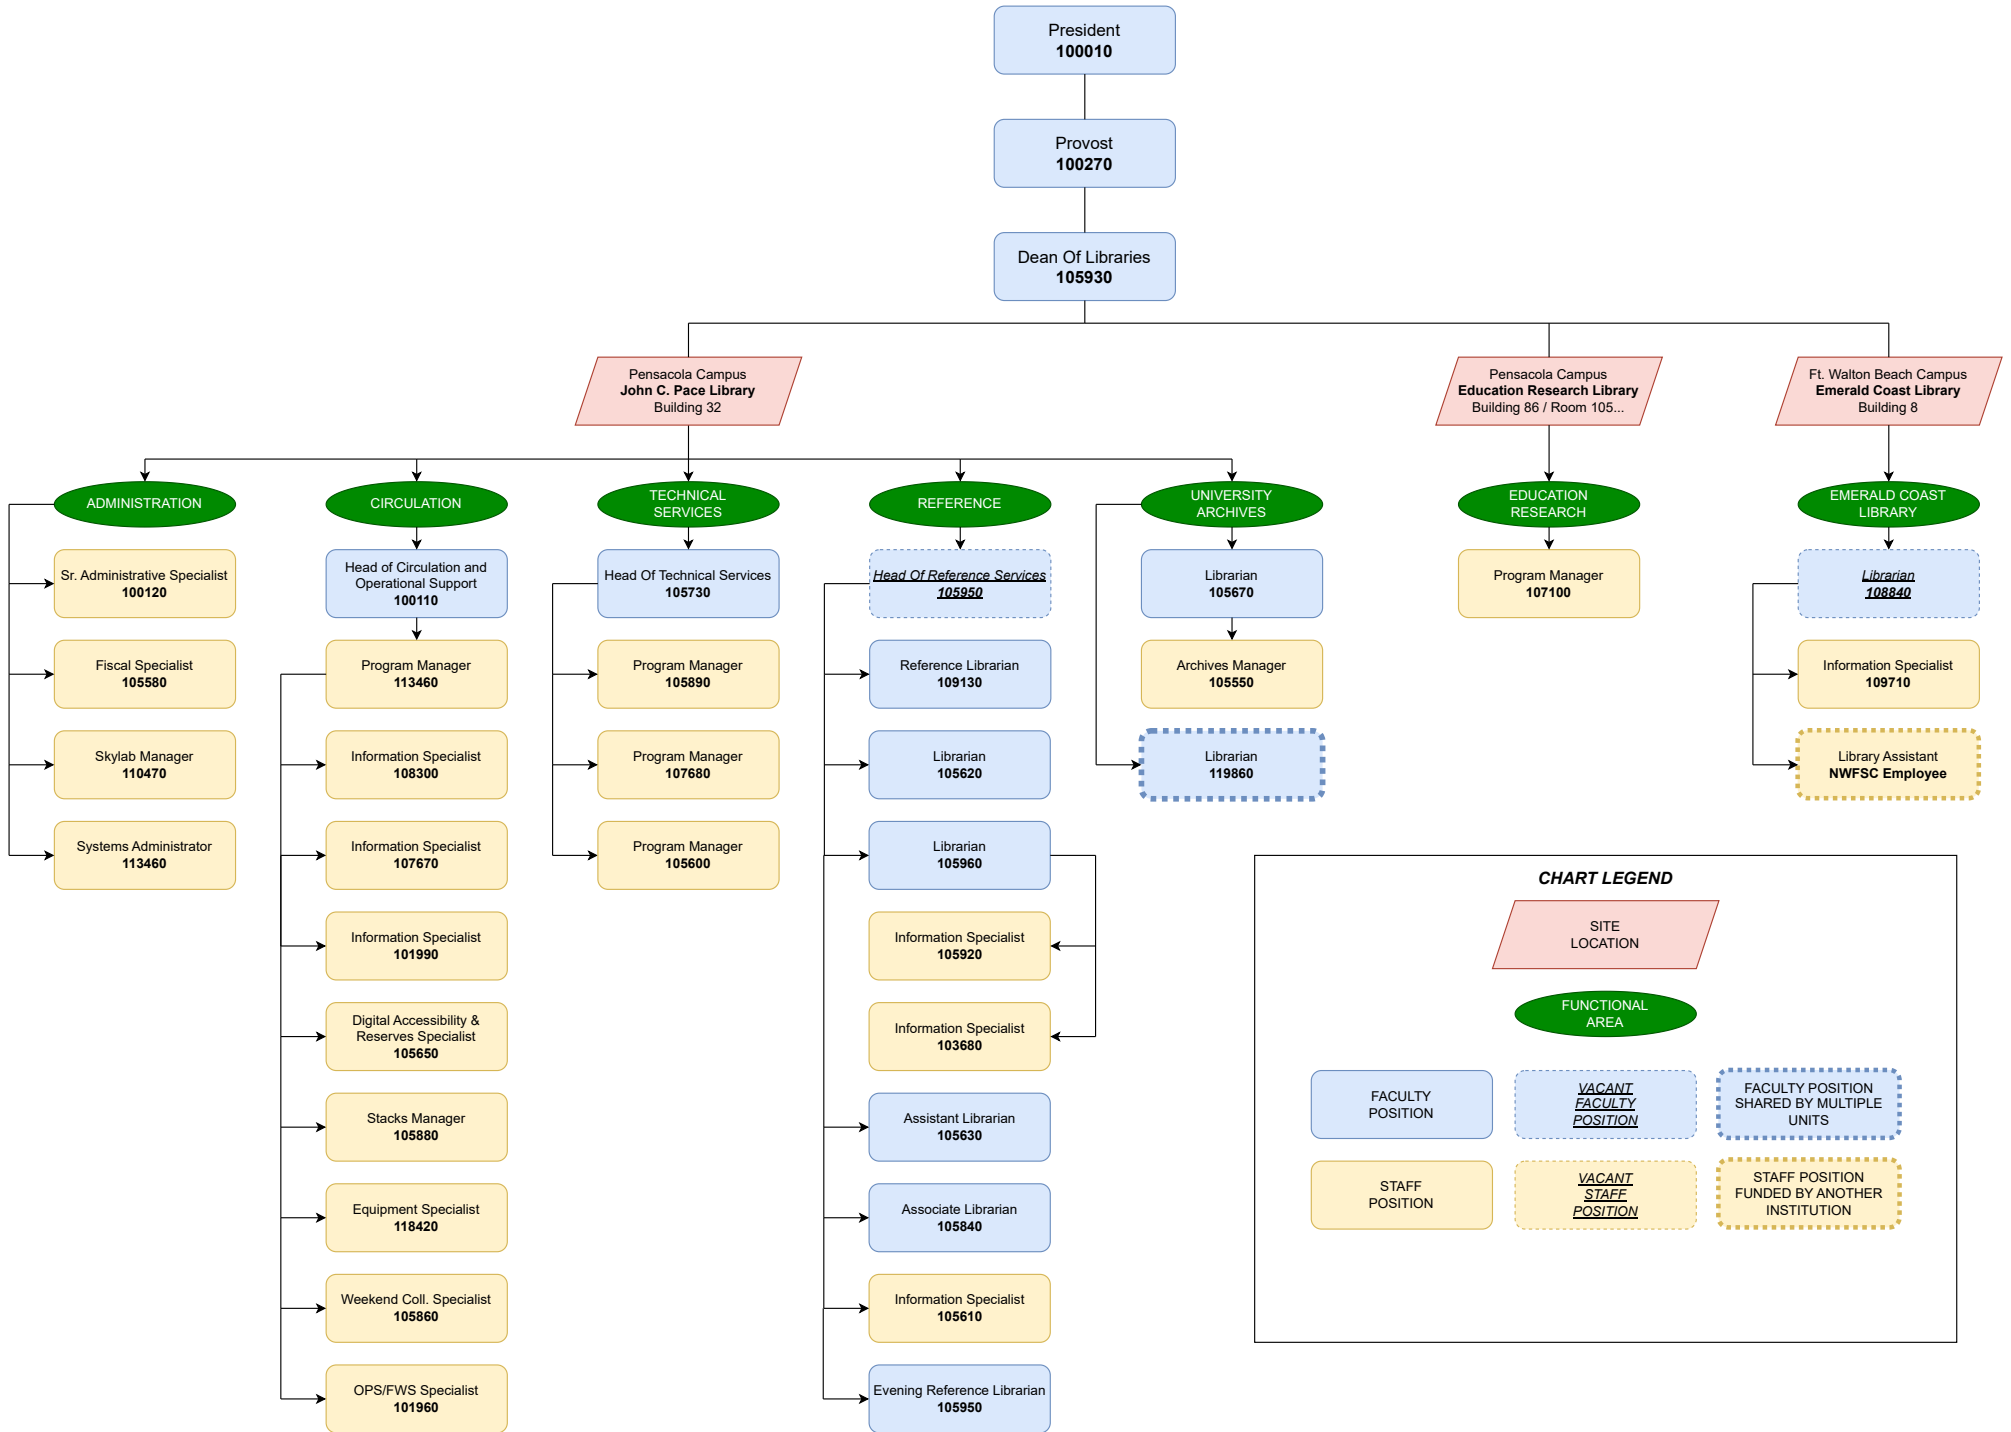 President
100010
Provost
100270
Dean Of Libraries
105930
Pensacola Campus
John C. Pace Library
Building 32
Pensacola Campus
Education Research Library
Building 86 / Room 105...
Ft. Walton Beach Campus
Emerald Coast Library
Building 8
ADMINISTRATION
Sr. Administrative Specialist
100120
Fiscal Specialist
105580
Skylab Manager
110470
Systems Administrator
113460
CIRCULATION
Head of Circulation and
Operational Support
100110
Program Manager
113460
Information Specialist
108300
Information Specialist
107670
Information Specialist
101990
Digital Accessibility &
Reserves Specialist
105650
Stacks Manager
105880
Equipment Specialist
118420
Weekend Coll. Specialist
105860
OPS/FWS Specialist
101960
TECHNICAL
SERVICES
Head Of Technical Services
105730
Program Manager
105890
Program Manager
107680
Program Manager
105600
REFERENCE
Head Of Reference Services
105950
Reference Librarian
109130
Librarian
105620
Librarian
105960
Information Specialist
105920
Information Specialist
103680
Assistant Librarian
105630
Associate Librarian
105840
Information Specialist
105610
Evening Reference Librarian
105950
UNIVERSITY
ARCHIVES
Librarian
105670
Archives Manager
105550
Librarian
119860
EDUCATION
RESEARCH
Program Manager
107100
EMERALD COAST
LIBRARY
Librarian
108840
Information Specialist
109710
Library Assistant
NWFSC Employee
CHART LEGEND
SITE
LOCATION
FUNCTIONAL
AREA
FACULTY
POSITION
VACANT
FACULTY
POSITION
FACULTY POSITION
SHARED BY MULTIPLE
UNITS
STAFF
POSITION
VACANT
STAFF
POSITION
STAFF POSITION
FUNDED BY ANOTHER
INSTITUTION